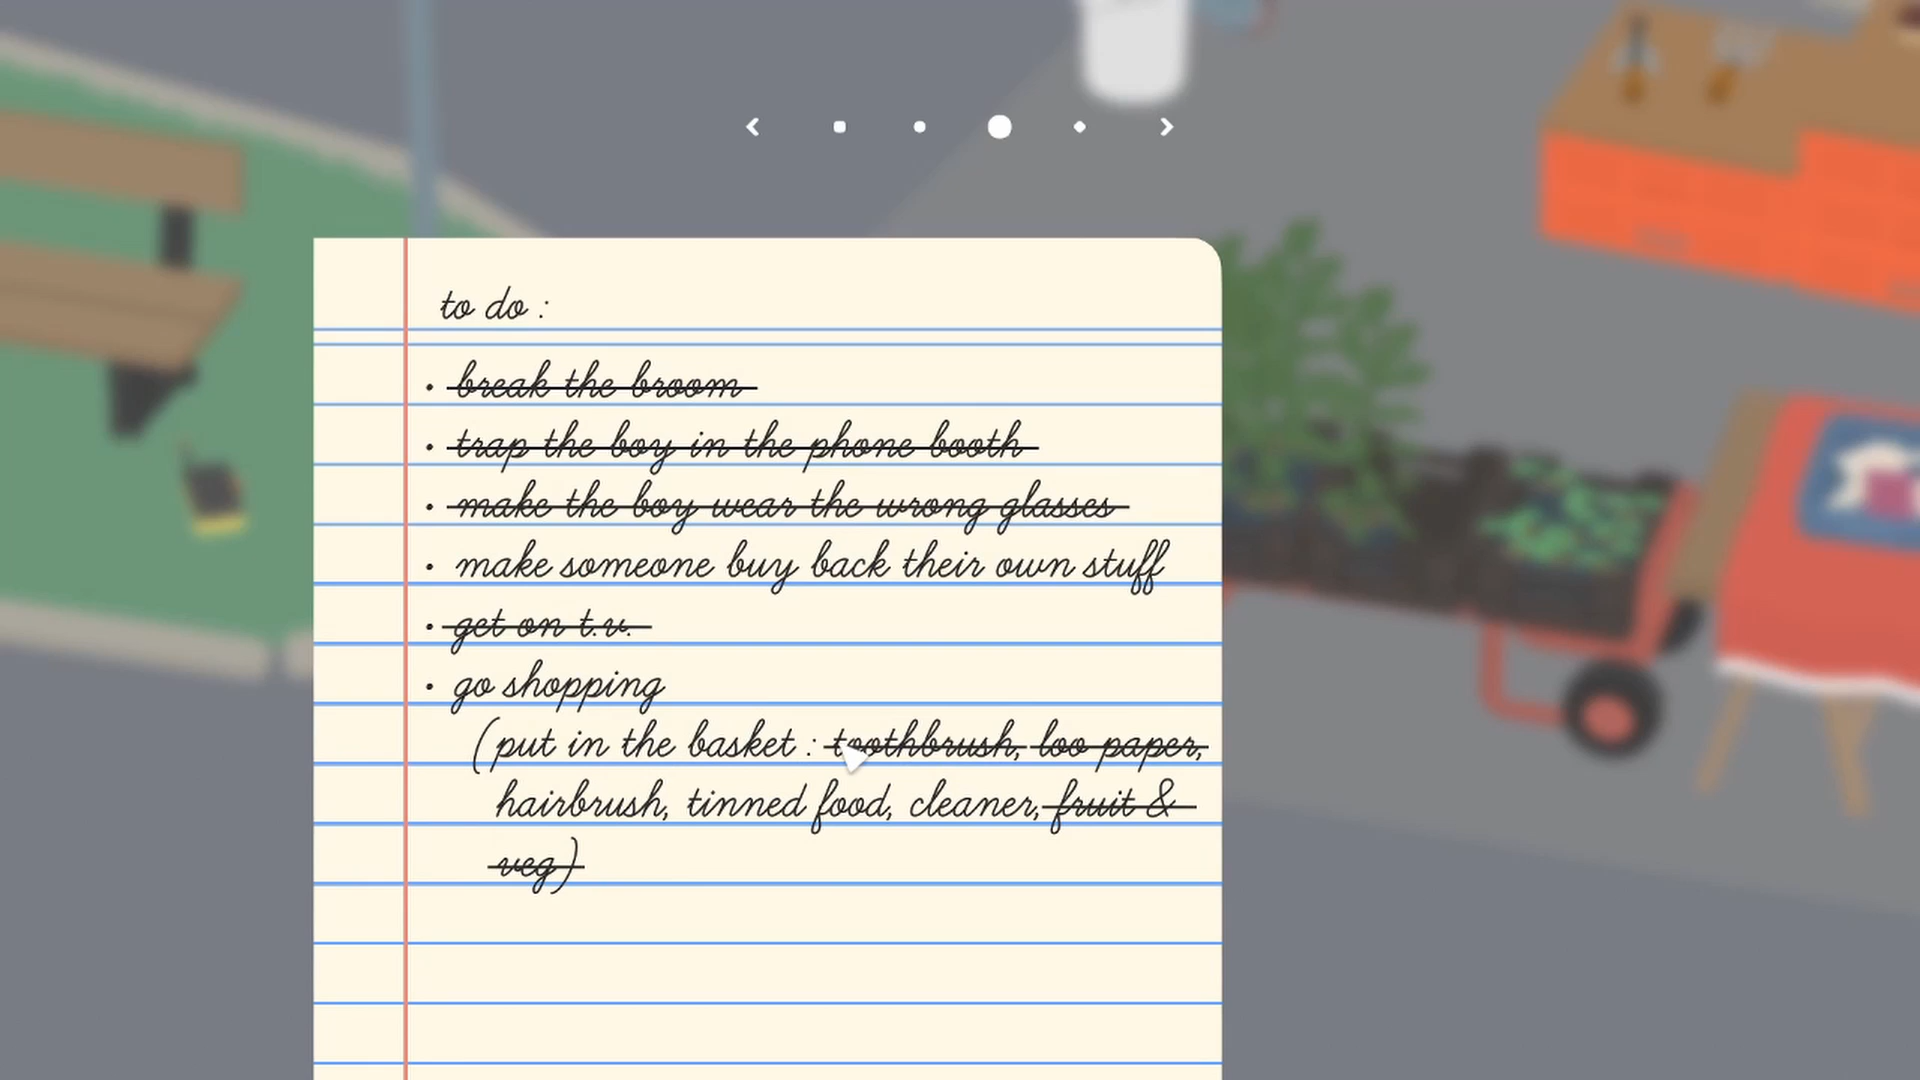 to do :
• break the broom
• trap the boy in the phone booth
• make the boy wear the wrong glasses
• make someone buy back their own stuff
• get on t.v.
• go shopping
(put in the basket : toothbrush, loo paper,
hairbrush, tinned food, cleaner, fruit &
veg)